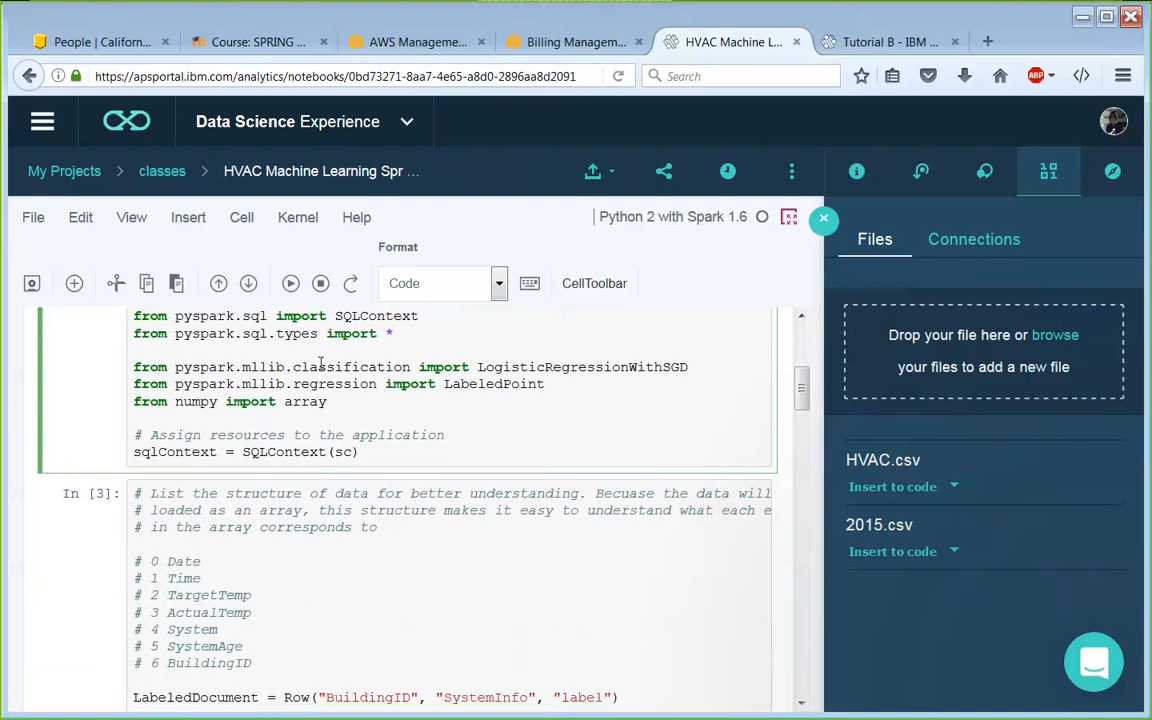 People | Californ...
Course: SPRING ...
AWS Manageme...
Billing Managem...
HVAC Machine L...
Tutorial B - IBM ...
https://apsportal.ibm.com/analytics/notebooks/0bd73271-8aa7-4e65-a8d0-2896aa8d2091
Search
ABP
Data Science Experience
My Projects > classes > HVAC Machine Learning Spr ...
File Edit View Insert Cell Kernel Help
Python 2 with Spark 1.6
Format
Code
CellToolbar
from pyspark.sql import SQLContext
from pyspark.sql.types import *
from pyspark.mllib.classification import LogisticRegressionWithSGD
from pyspark.mllib.regression import LabeledPoint
from numpy import array
# Assign resources to the application
sqlContext = SQLContext(sc)
In [3]:
# List the structure of data for better understanding. Becuase the data will
# loaded as an array, this structure makes it easy to understand what each e
# in the array corresponds to
# 0 Date
# 1 Time
# 2 TargetTemp
# 3 ActualTemp
# 4 System
# 5 SystemAge
# 6 BuildingID
LabeledDocument = Row("BuildingID", "SystemInfo", "label")
Files
Connections
Drop your file here or browse
your files to add a new file
HVAC.csv
Insert to code
2015.csv
Insert to code